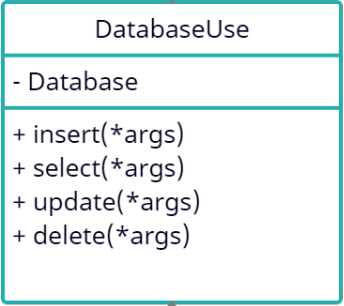 DatabaseUse
- Database
+ insert(*args)
+ select(*args)
+ update(*args)
+ delete(*args)